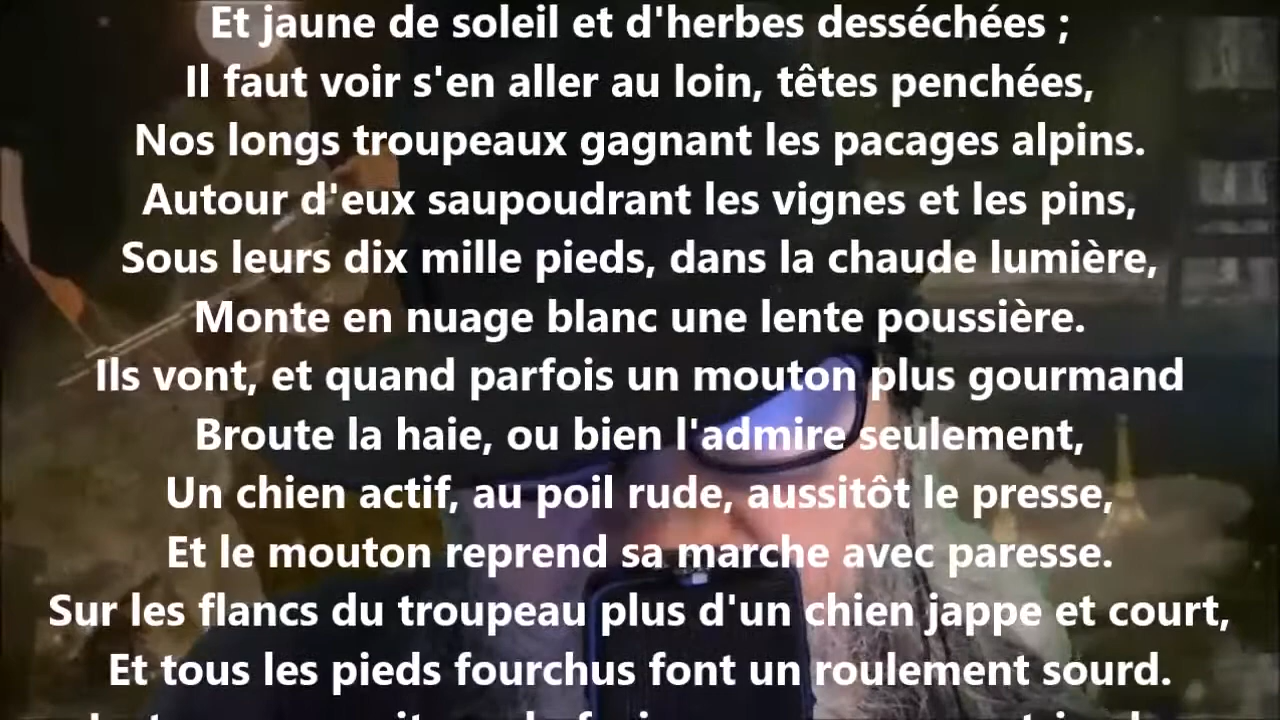 Et jaune de soleil et d'herbes desséchées ;
Il faut voir s'en aller au loin, têtes penchées,
Nos longs troupeaux gagnant les pacages alpins.
Autour d'eux saupoudrant les vignes et les pins,
Sous leurs dix mille pieds, dans la chaude lumière,
Monte en nuage blanc une lente poussière.
Ils vont, et quand parfois un mouton plus gourmand
Broute la haie, ou bien l'admire seulement,
Un chien actif, au poil rude, aussitôt le presse,
Et le mouton reprend sa marche avec paresse.
Sur les flancs du troupeau plus d'un chien jappe et court,
Et tous les pieds fourchus font un roulement sourd.